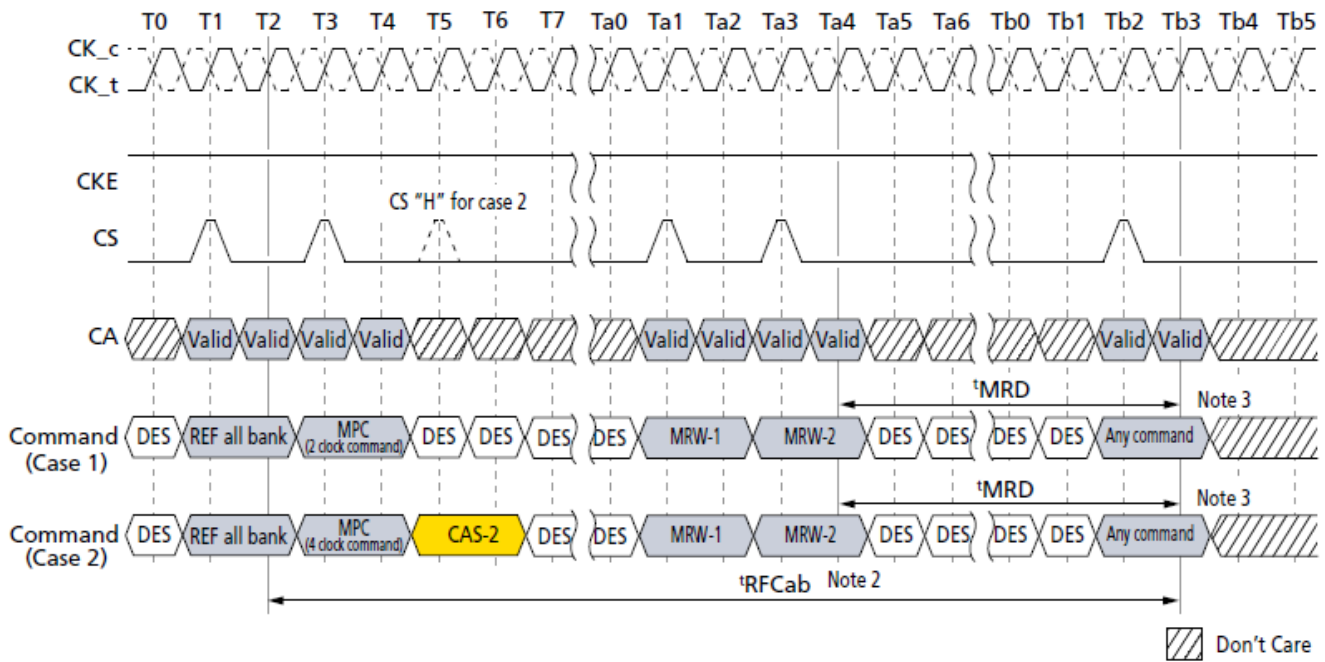 T0 T1 T2 T3 T4 T5 T6 T7 Ta0 Ta1 Ta2 Ta3 Ta4 Ta5 Ta6 Tb0 Tb1 Tb2 Tb3 Tb4 Tb5
CK_c
CK_t
CKE
CS "H" for case 2
CS
CA Valid Valid Valid Valid Valid Valid Valid Valid Valid Valid
tMRD Note 3
Command (Case 1) DES REF all bank MPC (2 clock command) DES DES DES DES MRW-1 MRW-2 DES DES DES DES Any command
tMRD Note 3
Command (Case 2) DES REF all bank MPC (4 clock command) CAS-2 DES DES MRW-1 MRW-2 DES DES DES DES Any command
tRFCab Note 2
Don't Care